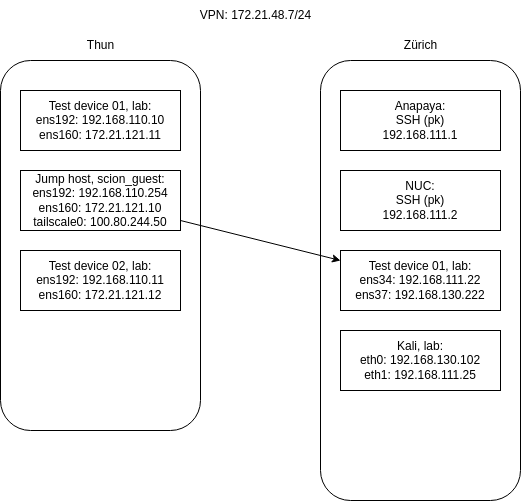 VPN: 172.21.48.7/24
Thun
Test device 01, lab:
ens192: 192.168.110.10
ens160: 172.21.121.11
Jump host, scion_guest:
ens192: 192.168.110.254
ens160: 172.21.121.10
tailscale0: 100.80.244.50
Test device 02, lab:
ens192: 192.168.110.11
ens160: 172.21.121.12
Zürich
Anapaya:
SSH (pk)
192.168.111.1
NUC:
SSH (pk)
192.168.111.2
Test device 01, lab:
ens34: 192.168.111.22
ens37: 192.168.130.222
Kali, lab:
eth0: 192.168.130.102
eth1: 192.168.111.25